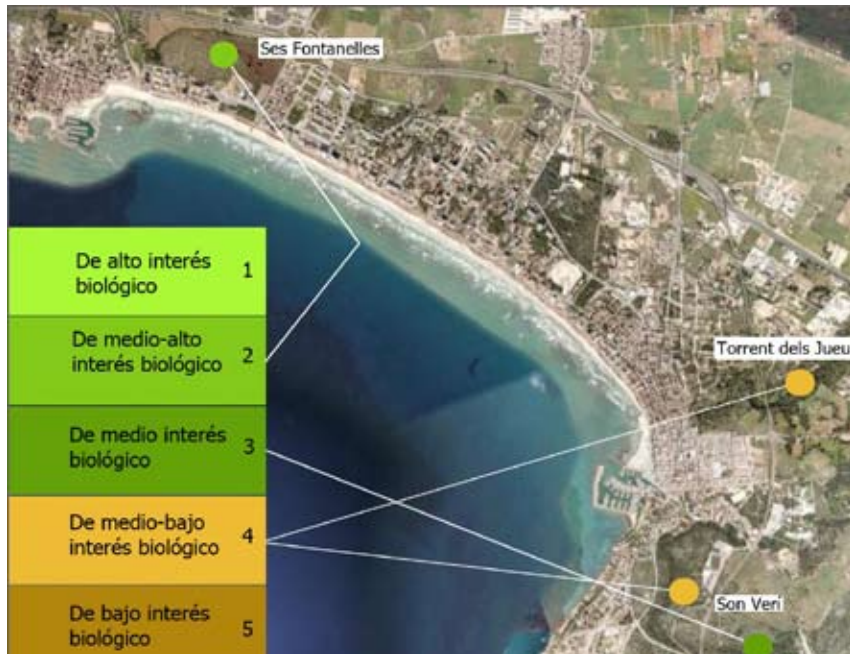 Ses Fontanelles
De alto interés
biológico
1
De medio-alto
interés biológico
2
Torrent dels Jueu
De medio interés
biológico
3
De medio-bajo
interés biológico
4
Son Veri
De bajo interés
biológico
5